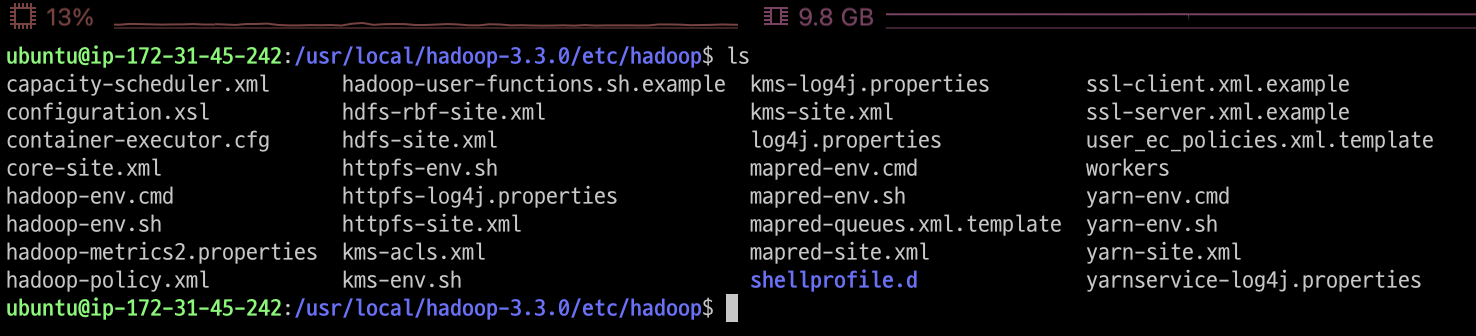 13% 9.8 GB
ubuntu@ip-172-31-45-242:/usr/local/hadoop-3.3.0/etc/hadoop$ ls
capacity-scheduler.xml hadoop-user-functions.sh.example kms-log4j.properties ssl-client.xml.example
configuration.xsl hdfs-rbf-site.xml kms-site.xml ssl-server.xml.example
container-executor.cfg hdfs-site.xml log4j.properties user_ec_policies.xml.template
core-site.xml httpfs-env.sh mapred-env.cmd workers
hadoop-env.cmd httpfs-log4j.properties mapred-env.sh yarn-env.cmd
hadoop-env.sh httpfs-site.xml mapred-queues.xml.template yarn-env.sh
hadoop-metrics2.properties kms-acls.xml mapred-site.xml yarn-site.xml
hadoop-policy.xml kms-env.sh shellprofile.d yarnservice-log4j.properties
ubuntu@ip-172-31-45-242:/usr/local/hadoop-3.3.0/etc/hadoop$